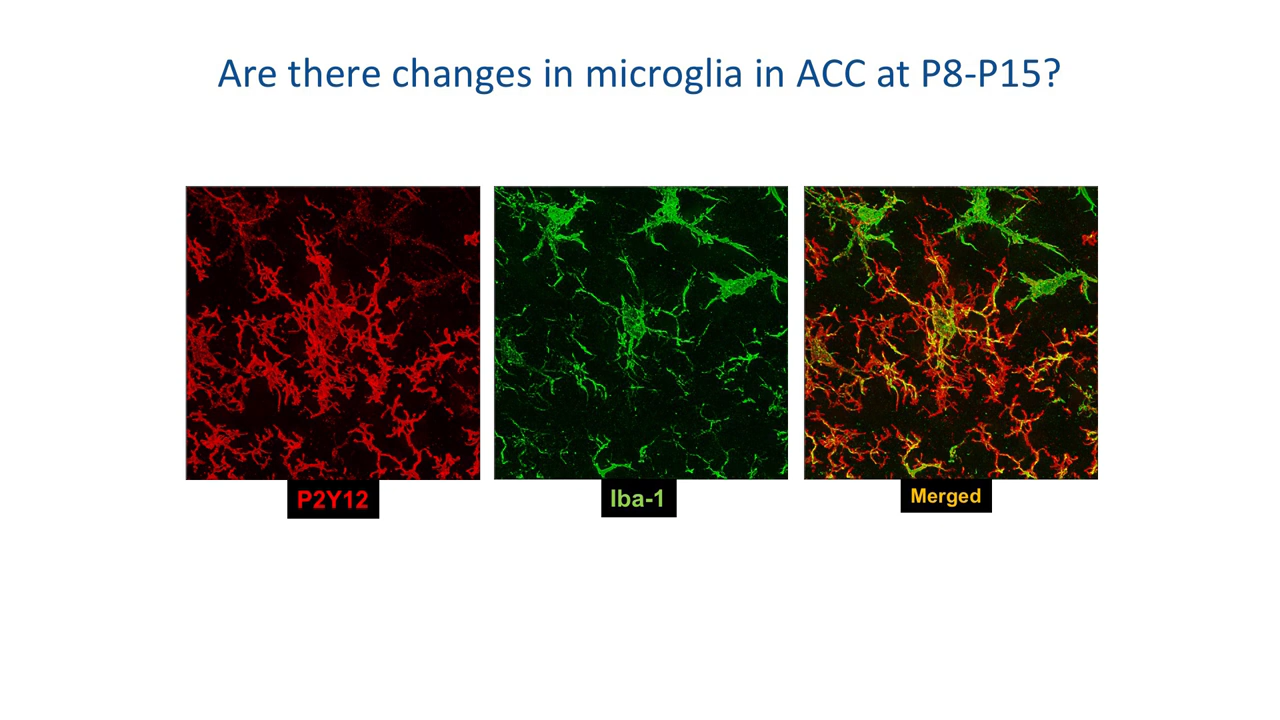 Are there changes in microglia in ACC at P8-P15?
P2Y12
Iba-1
Merged